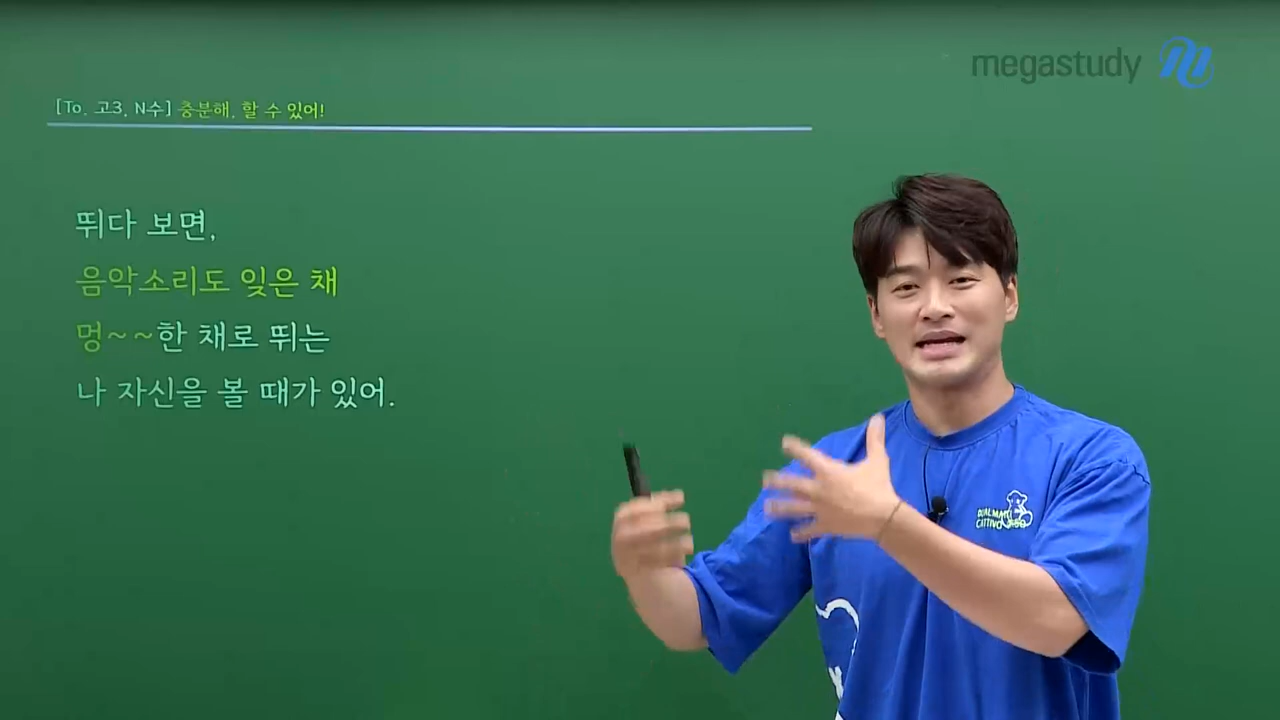 megastudy
[To. 고3, N수] 충분해, 할 수 있어!
뛰다 보면,
음악소리도 잊은 채
멍~~한 채로 뛰는
나 자신을 볼 때가 있어.